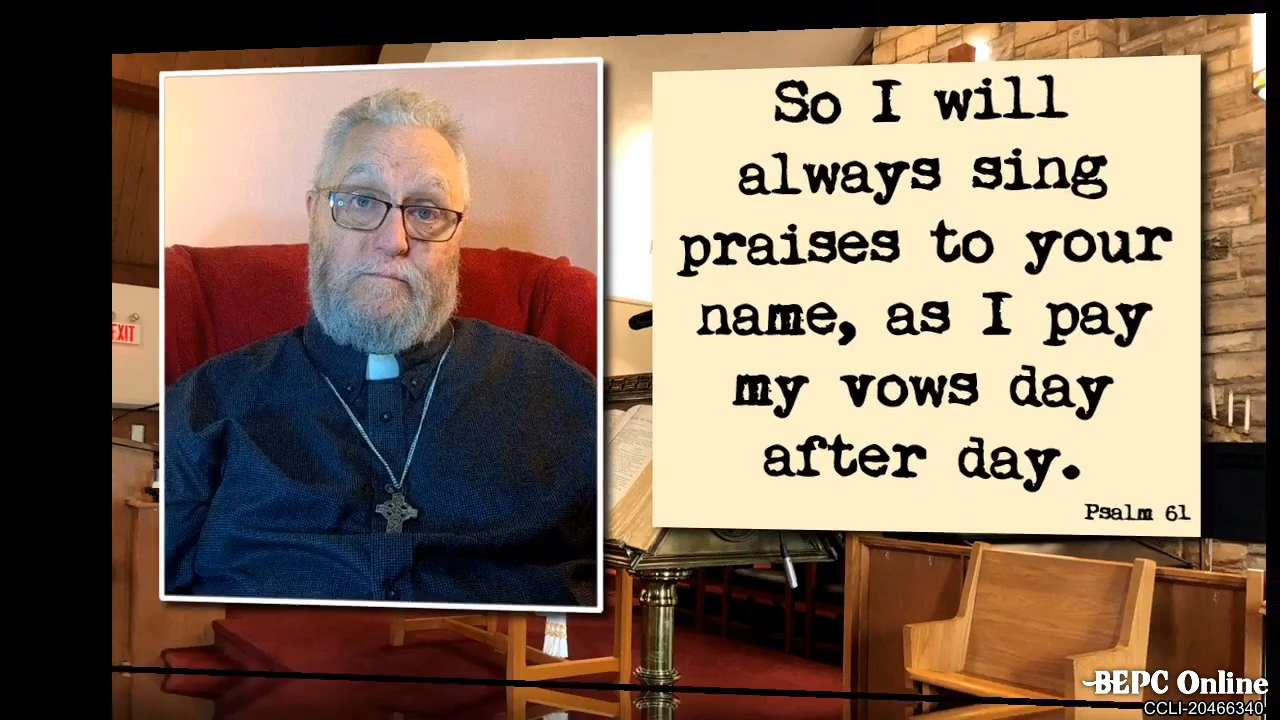 So I will
always sing
praises to your
name, as I pay
my vows day
after day.
Psalm 61
EXIT
BEPC Online
CCLI-20466340